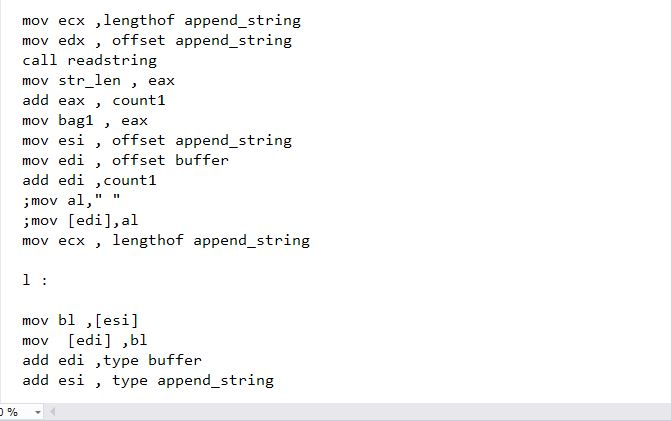 mov ecx ,lengthof append_string
mov edx , offset append_string
call readstring
mov str_len , eax
add eax , count1
mov bag1 , eax
mov esi , offset append_string
mov edi , offset buffer
add edi ,count1
;mov al," "
;mov [edi],al
mov ecx , lengthof append_string
l :
mov bl ,[esi]
mov  [edi] ,bl
add edi ,type buffer
add esi , type append_string
0 %